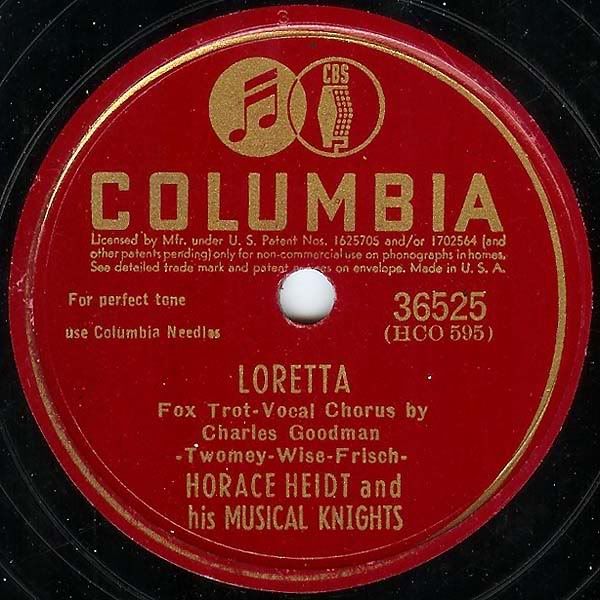 CBS
COLUMBIA
Licensed by Mfr. under U. S. Patent Nos. 1625705 and/or 1702564 (and
other patents pending) only for non-commercial use on phonographs in homes.
See detailed trade mark and patent notices on envelope. Made in U. S. A.
For perfect tone
use Columbia Needles
36525
(HCO 595)
LORETTA
Fox Trot-Vocal Chorus by
Charles Goodman
-Twomey-Wise-Frisch-
HORACE HEIDT and
his MUSICAL KNIGHTS